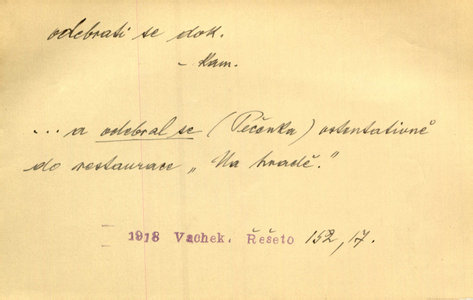 odebrati se dok.
– kam.
... a odebral se (Pečenka) ostentativně
do restaurace „Na hradě."
1918 Vachek. Řešeto 152, 17.